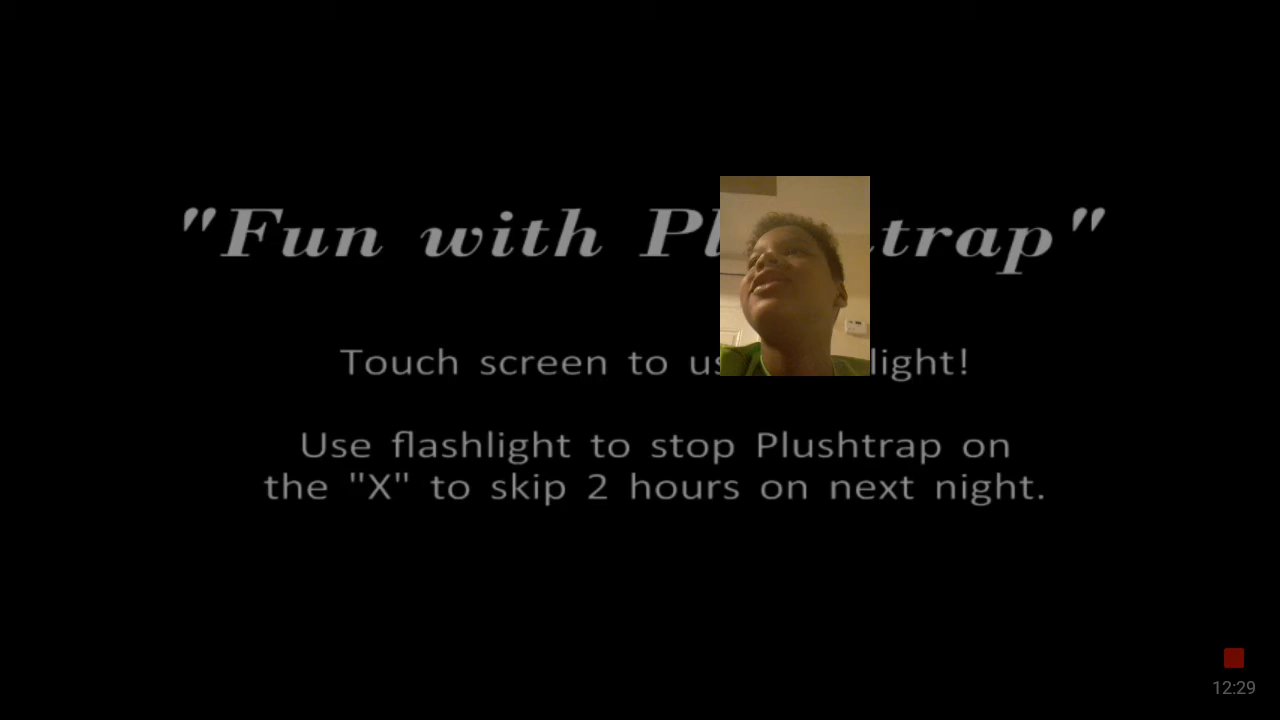 "Fun with Pl trap"
Touch screen to us light!
Use flashlight to stop Plushtrap on
the "X" to skip 2 hours on next night.
12:29